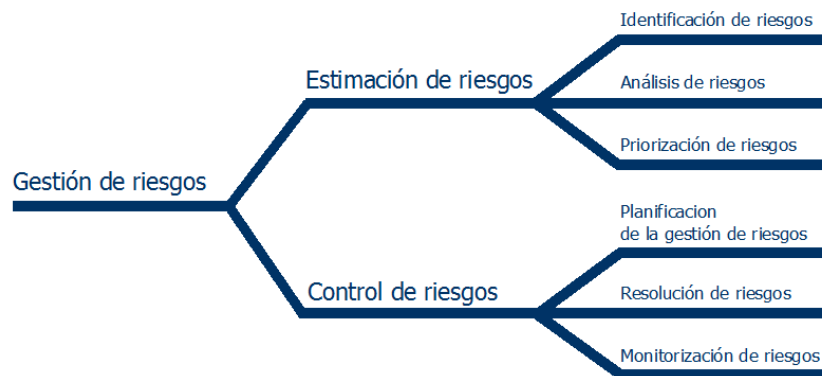 Gestión de riesgos
Estimación de riesgos
Identificación de riesgos
Análisis de riesgos
Priorización de riesgos
Control de riesgos
Planificacion
de la gestión de riesgos
Resolución de riesgos
Monitorización de riesgos